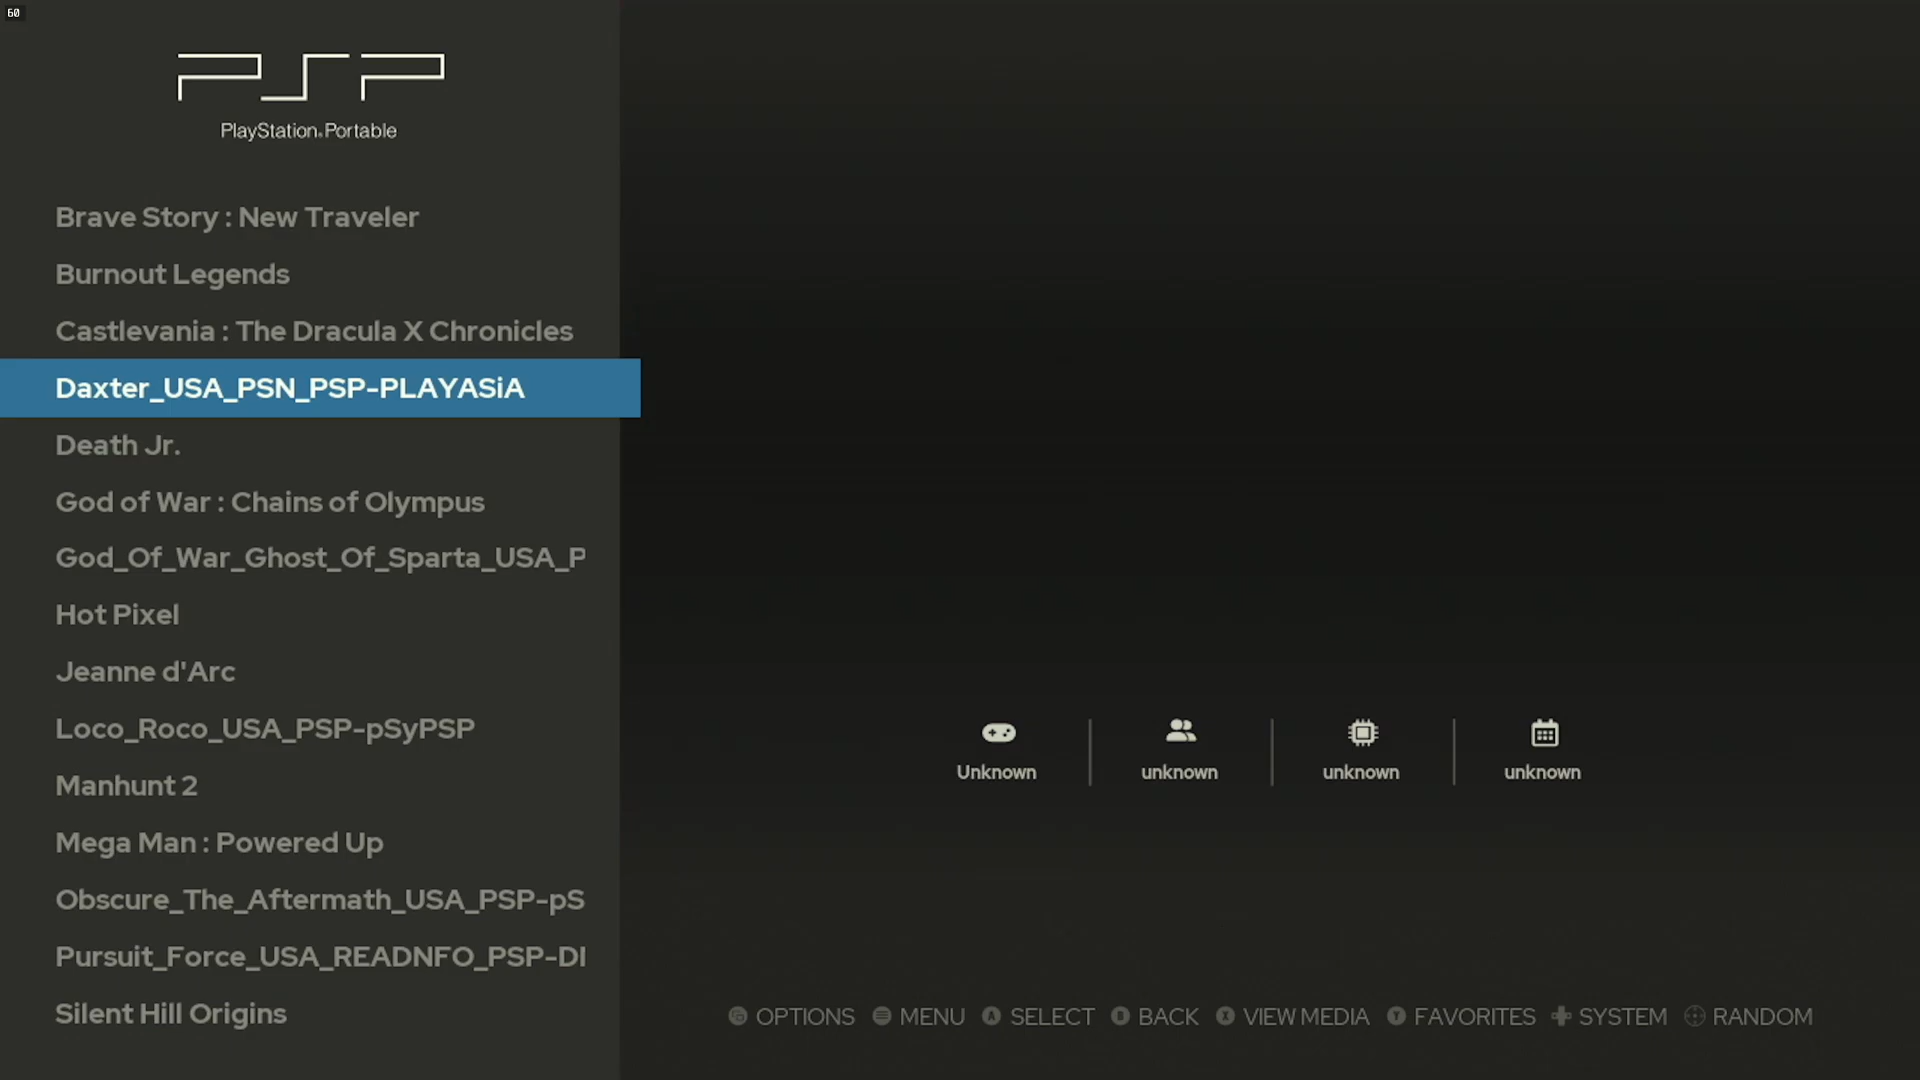 60
PSP
PlayStation Portable
Brave Story : New Traveler
Burnout Legends
Castlevania : The Dracula X Chronicles
Daxter_USA_PSN_PSP-PLAYASiA
Death Jr.
God of War : Chains of Olympus
God_Of_War_Ghost_Of_Sparta_USA_P
Hot Pixel
Jeanne d'Arc
Loco_Roco_USA_PSP-pSyPSP
Manhunt 2
Mega Man : Powered Up
Obscure_The_Aftermath_USA_PSP-pS
Pursuit_Force_USA_READNFO_PSP-DI
Silent Hill Origins
Unknown unknown unknown unknown
OPTIONS MENU A SELECT B BACK X VIEW MEDIA Y FAVORITES SYSTEM RANDOM